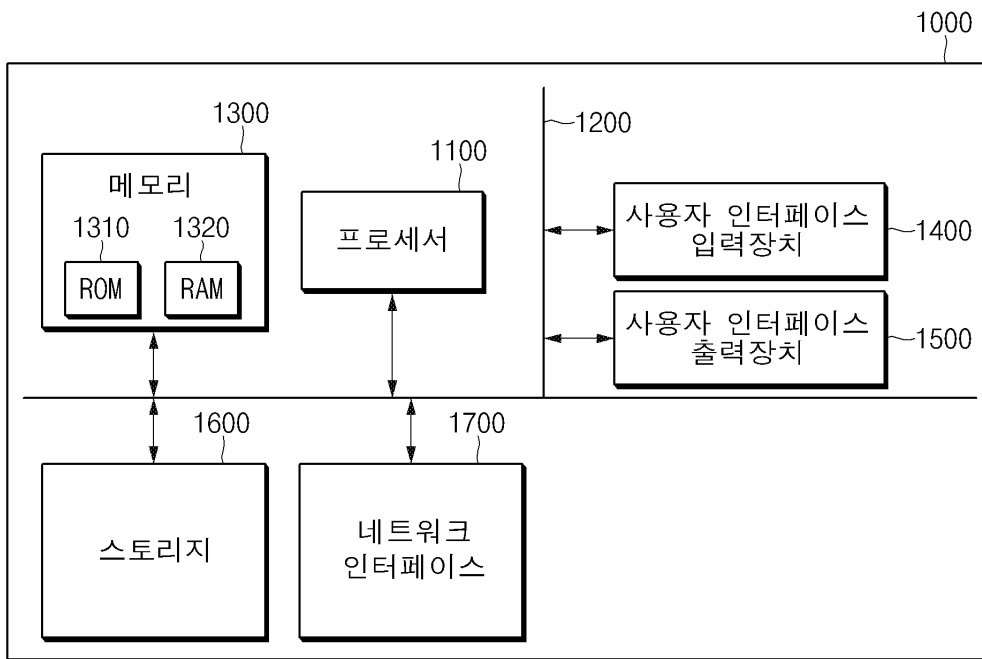 1000
1300
메모리
1310
1320
ROM
RAM
1100
프로세서
1200
사용자 인터페이스
입력장치
1400
사용자 인터페이스
출력장치
1500
1600
스토리지
1700
네트워크
인터페이스